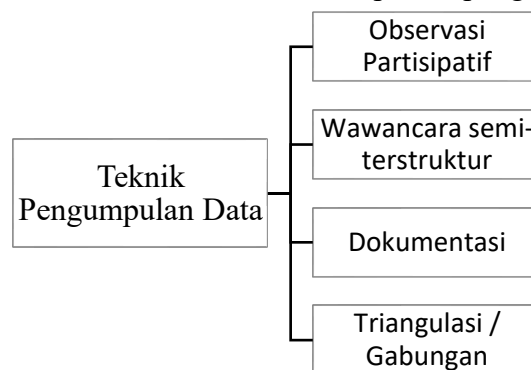 Observasi
Partisipatif
Wawancara semi-
terstruktur
Teknik
Pengumpulan Data
Dokumentasi
Triangulasi /
Gabungan